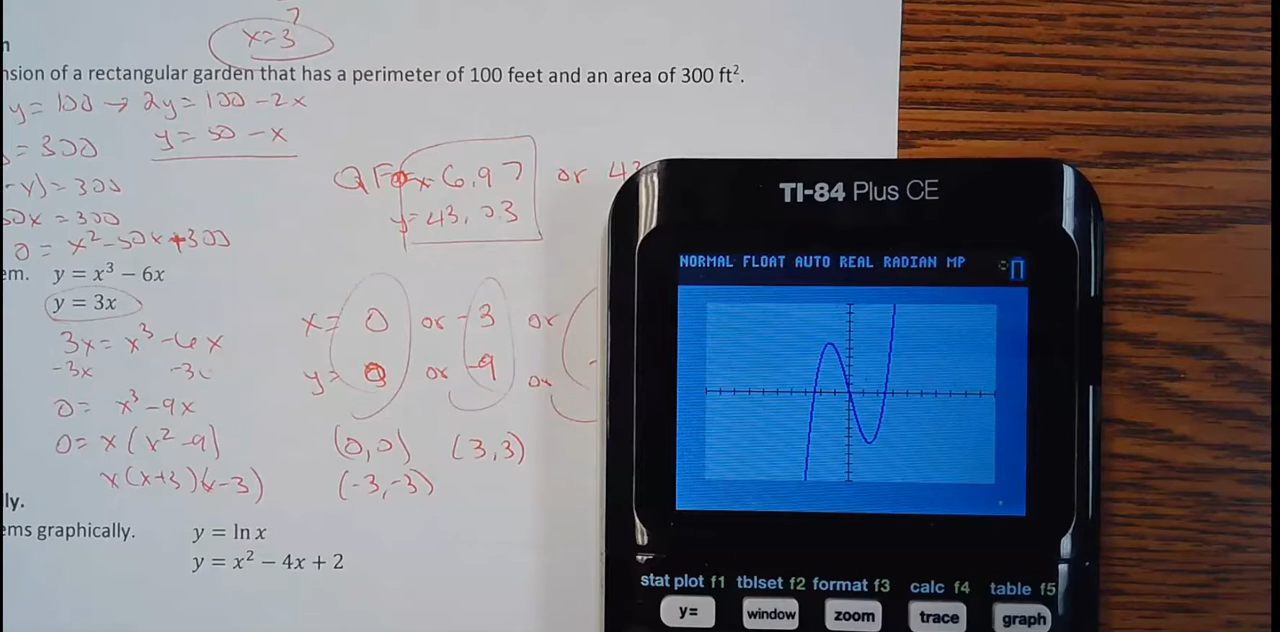 x=3
nsion of a rectangular garden that has a perimeter of 100 feet and an area of 300 ft².
y = 100 → 2y = 100 - 2x
y = 50 - x
= 300
-y) = 300
50x = 300
0 = x² - 50x + 300
QF x= 6.97 or 43
y= 43.03
em. y = x³ − 6x
y = 3x
3x = x³ - 6x
-3x -3x
0 = x³ - 9x
0 = x (x² - 9)
x (x+3)(x-3)
x = 0 or -3 or
y = 0 or -9 or
(0,0) (3,3)
(-3,-3)
ly.
ems graphically. y = ln x
y = x² − 4x + 2
TI-84 Plus CE
NORMAL FLOAT AUTO REAL RADIAN MP
stat plot f1 tblset f2 format f3 calc f4 table f5
y= window zoom trace graph